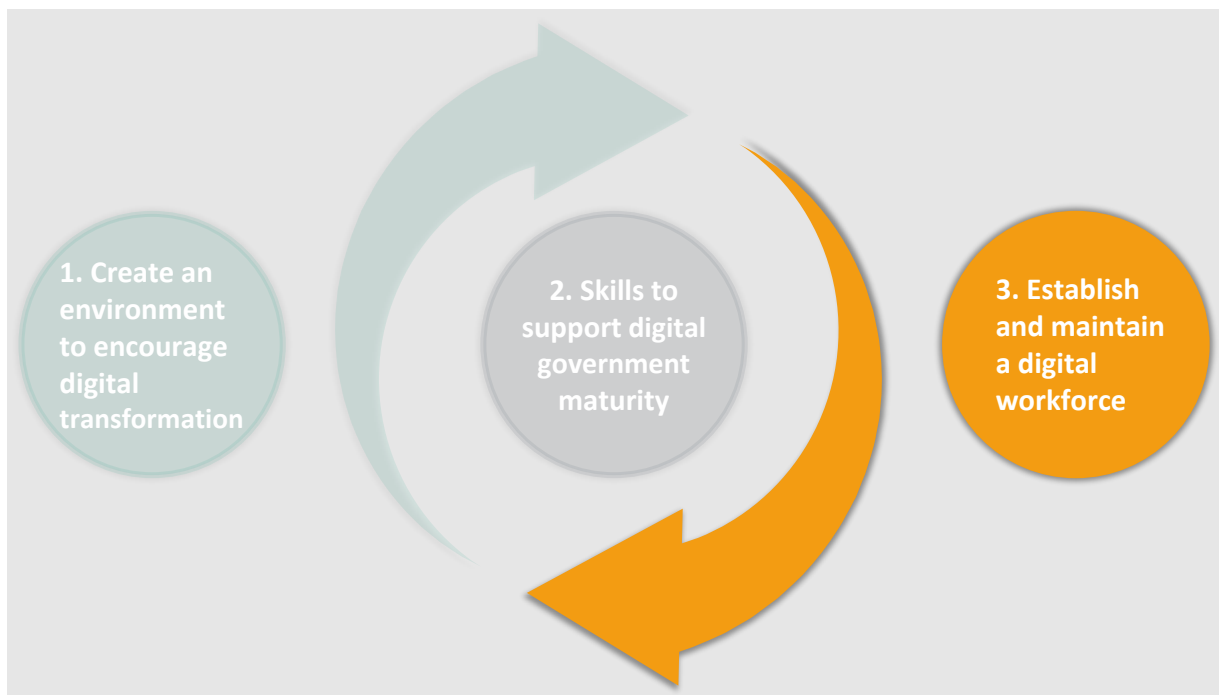 1. Create an
environment
to encourage
digital
transformation
2. Skills to
support digital
government
maturity
3. Establish
and maintain
a digital
workforce